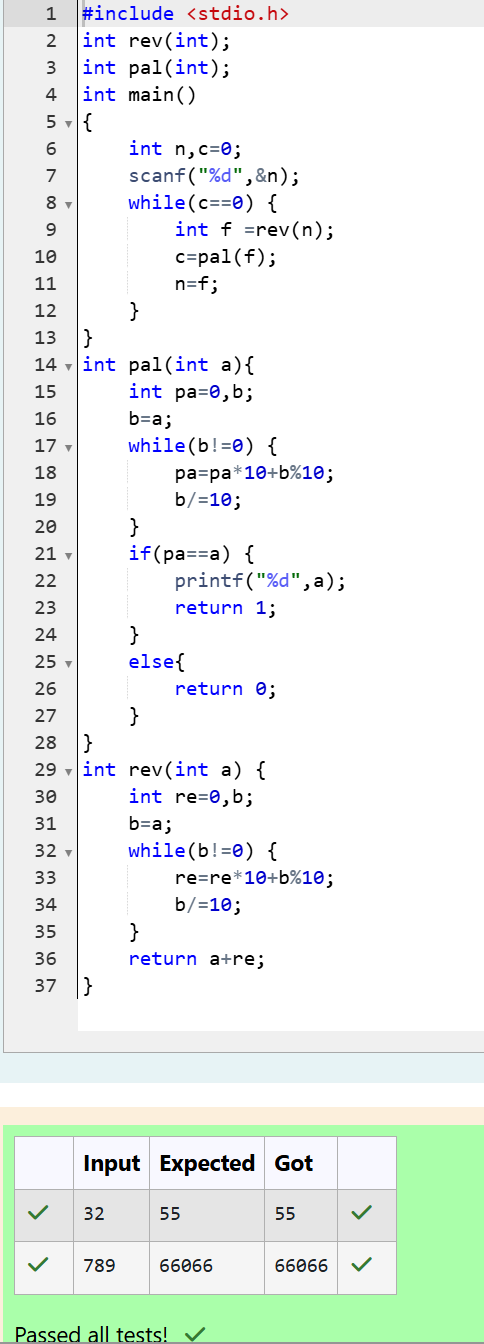 1 #include <stdio.h>
2 int rev(int);
3 int pal(int);
4 int main()
5 {
6     int n,c=0;
7     scanf("%d",&n);
8     while(c==0) {
9         int f =rev(n);
10         c=pal(f);
11         n=f;
12     }
13 }
14 int pal(int a){
15     int pa=0,b;
16     b=a;
17     while(b!=0) {
18         pa=pa*10+b%10;
19         b/=10;
20     }
21     if(pa==a) {
22         printf("%d",a);
23         return 1;
24     }
25     else{
26         return 0;
27     }
28 }
29 int rev(int a) {
30     int re=0,b;
31     b=a;
32     while(b!=0) {
33         re=re*10+b%10;
34         b/=10;
35     }
36     return a+re;
37 }
Input Expected Got
32 55 55
789 66066 66066
Passed all tests!